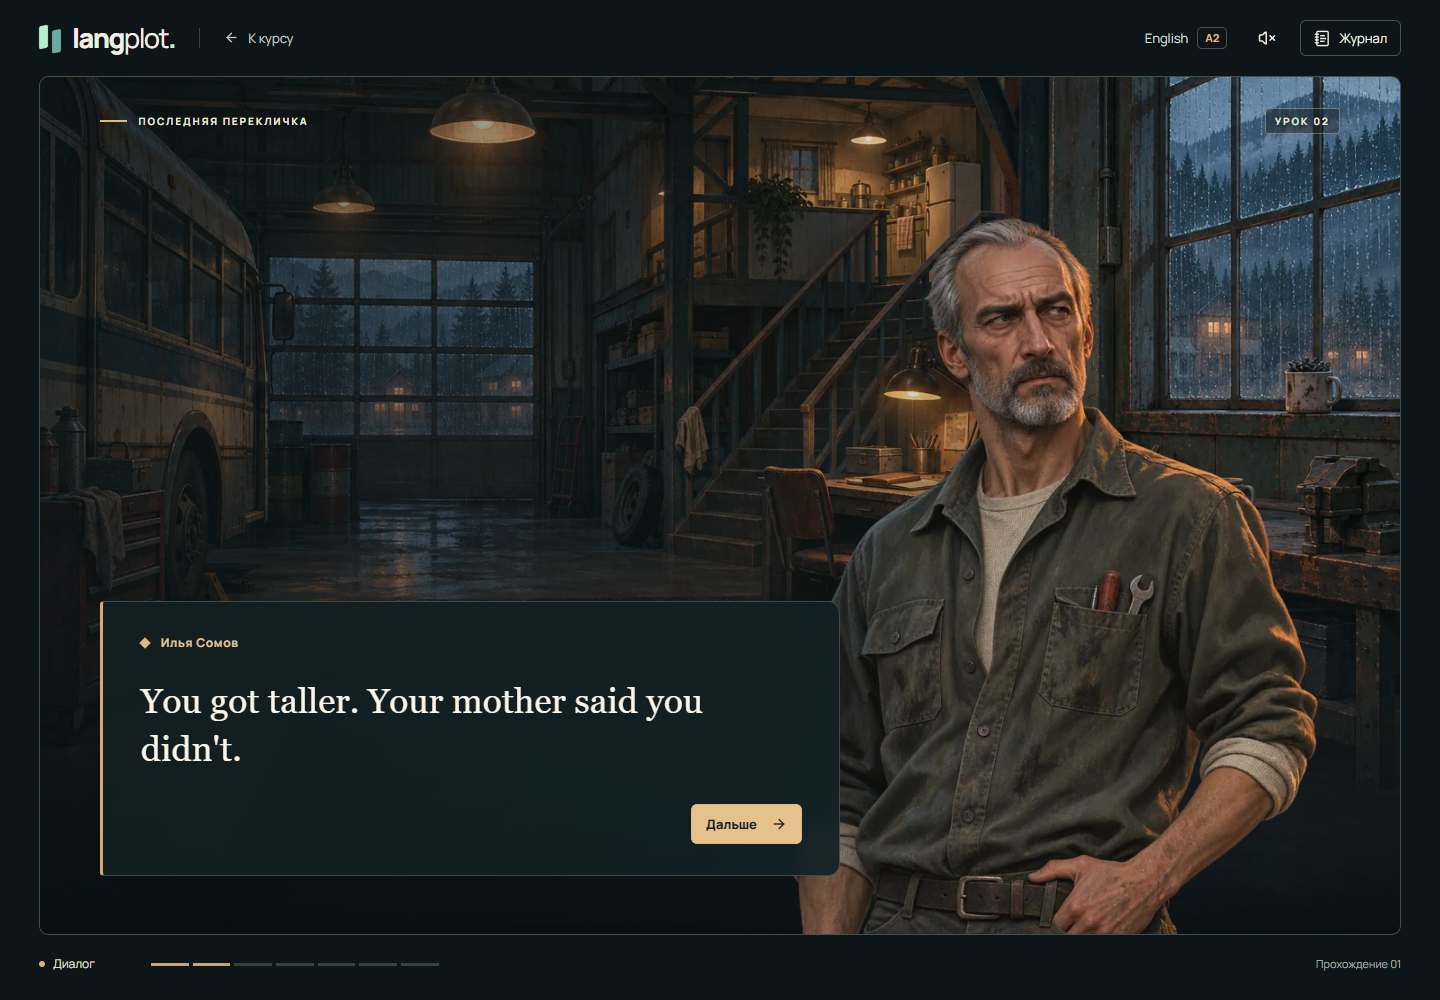 langplot.
К курсу
English A2
Журнал
ПОСЛЕДНЯЯ ПЕРЕКЛИЧКА
УРОК 02
Илья Сомов
You got taller. Your mother said you
didn't.
Дальше
Диалог
Прохождение 01